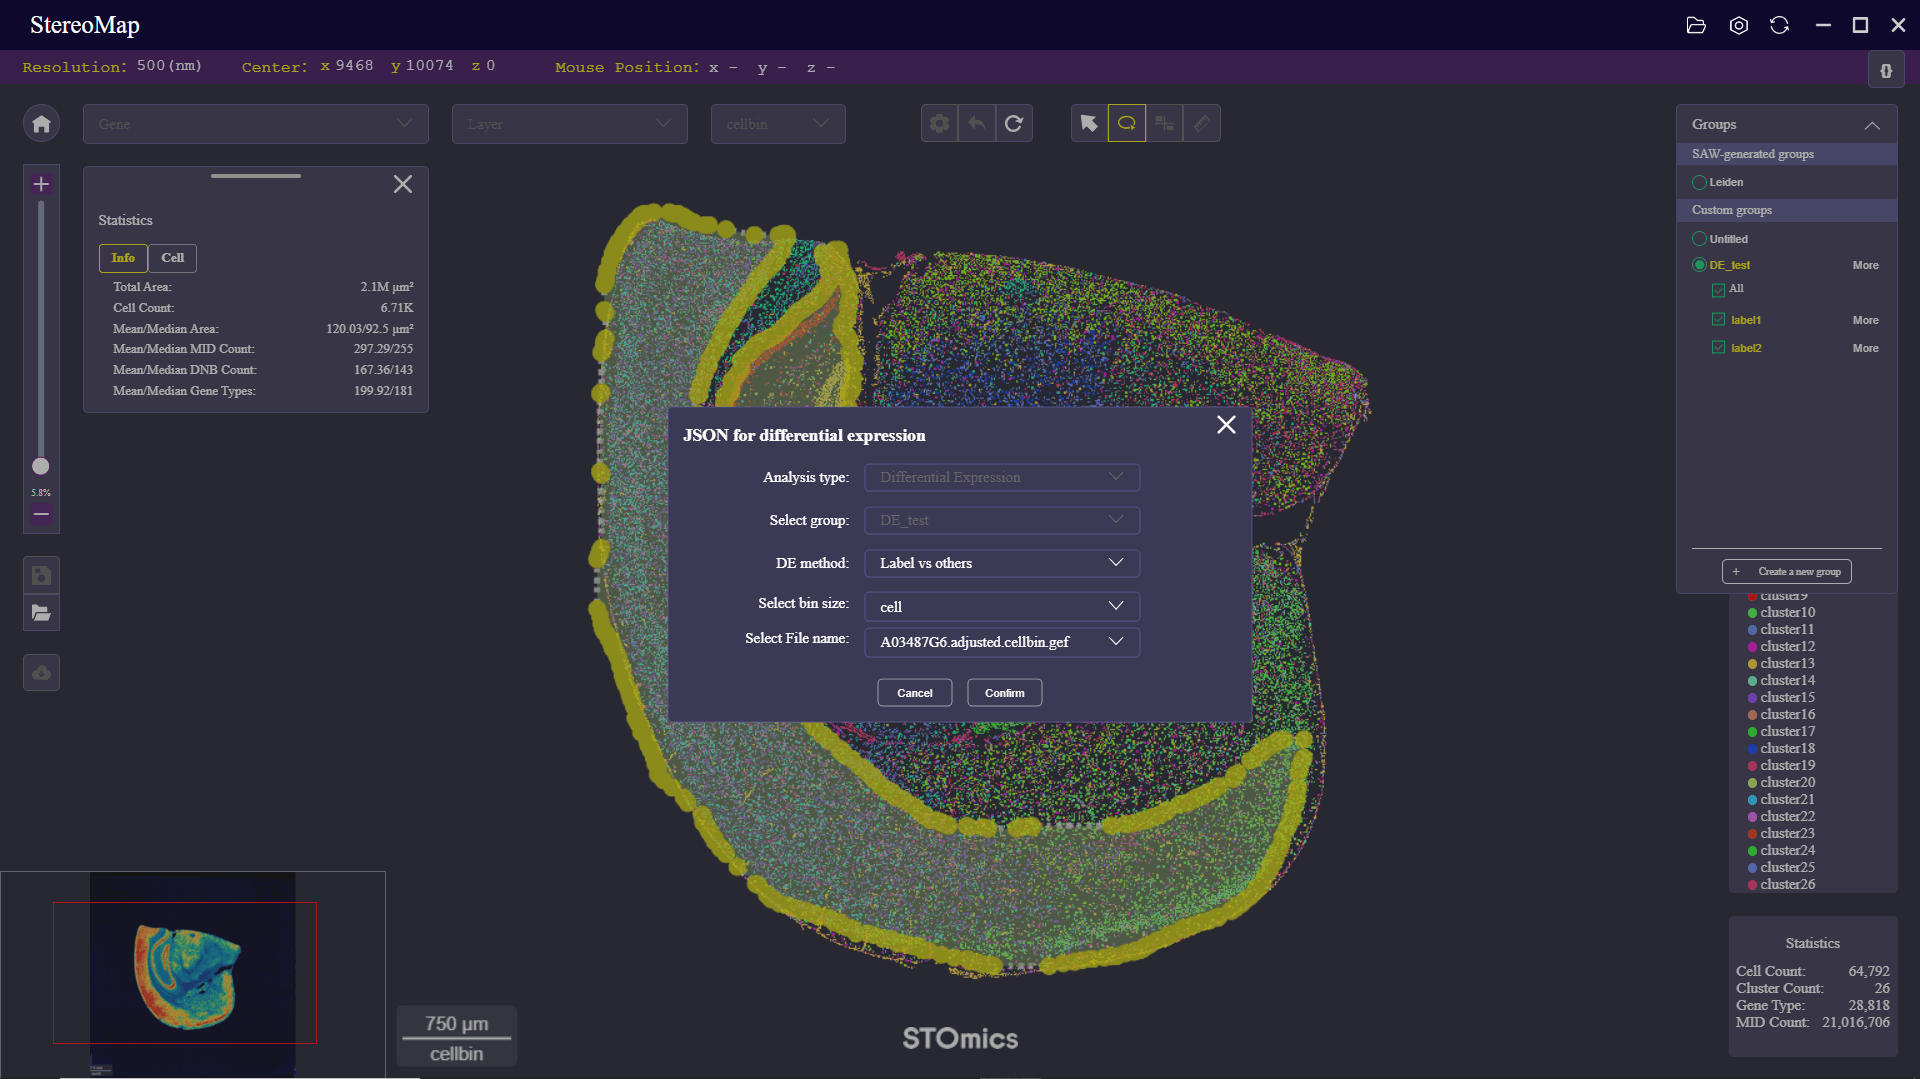 StereoMap
Resolution: 500(nm) Center: x 9468 y 10074 z 0 Mouse Position: x - y - z -
Gene
Layer
cellbin
Statistics
Info Cell
Total Area: 2.1M μm²
Cell Count: 6.71K
Mean/Median Area: 120.03/92.5 μm²
Mean/Median MID Count: 297.29/255
Mean/Median DNB Count: 167.36/143
Mean/Median Gene Types: 199.92/181
5.8%
JSON for differential expression
Analysis type: Differential Expression
Select group: DE_test
DE method: Label vs others
Select bin size: cell
Select File name: A03487G6.adjusted.cellbin.gef
Cancel Confirm
Groups
SAW-generated groups
Leiden
Custom groups
Untitled
DE_test More
All
label1 More
label2 More
+ Create a new group
cluster9
cluster10
cluster11
cluster12
cluster13
cluster14
cluster15
cluster16
cluster17
cluster18
cluster19
cluster20
cluster21
cluster22
cluster23
cluster24
cluster25
cluster26
Statistics
Cell Count: 64,792
Cluster Count: 26
Gene Type: 28,818
MID Count: 21,016,706
750 μm
cellbin
STOmics